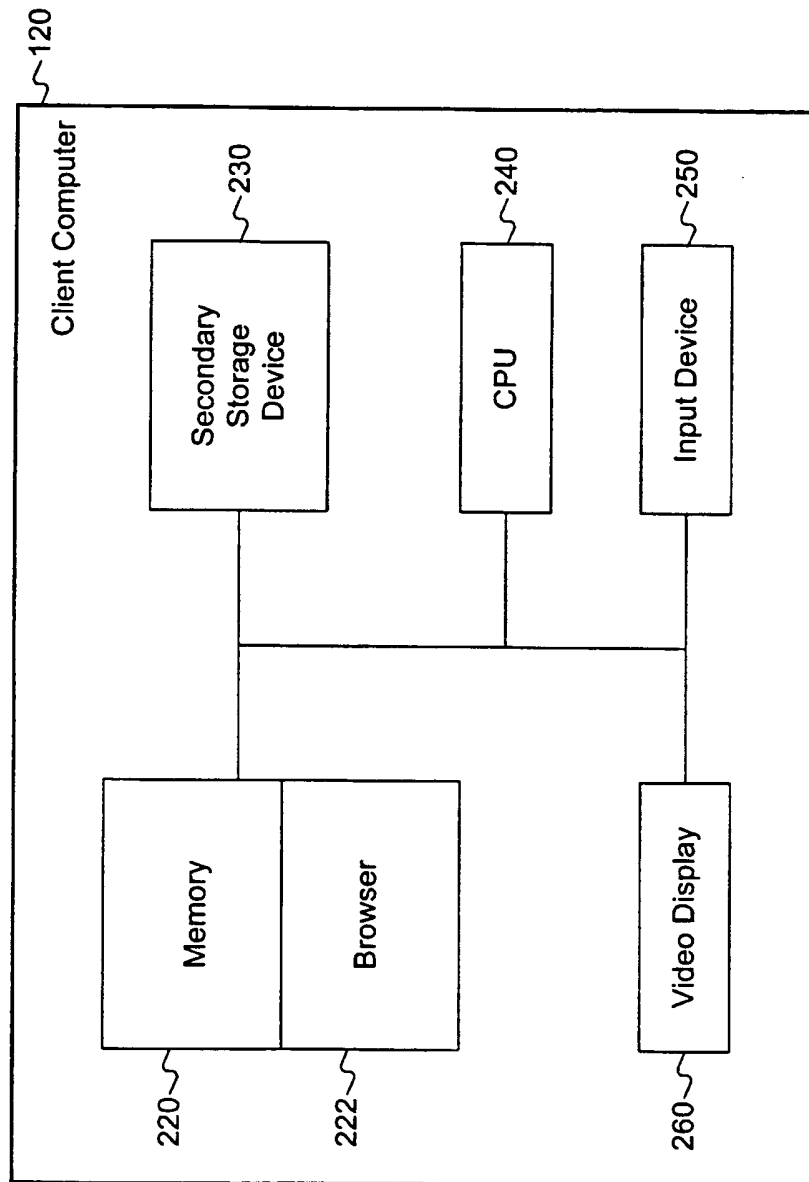 Client Computer
120
Memory
220
Browser
222
Secondary
Storage
Device
230
CPU
240
Video Display
260
Input Device
250